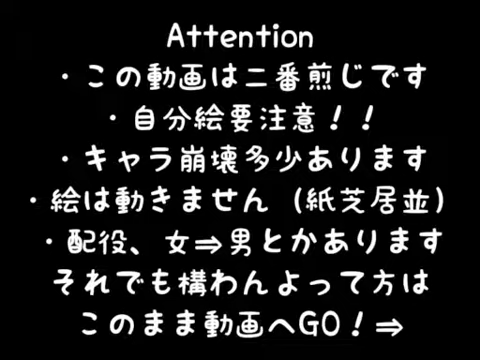 Attention
・この動画は二番煎じです
・自分絵要注意！！
・キャラ崩壊多少あります
・絵は動きません（紙芝居並）
・配役、女⇒男とかあります
それでも構わんよって方は
このまま動画へGO！⇒